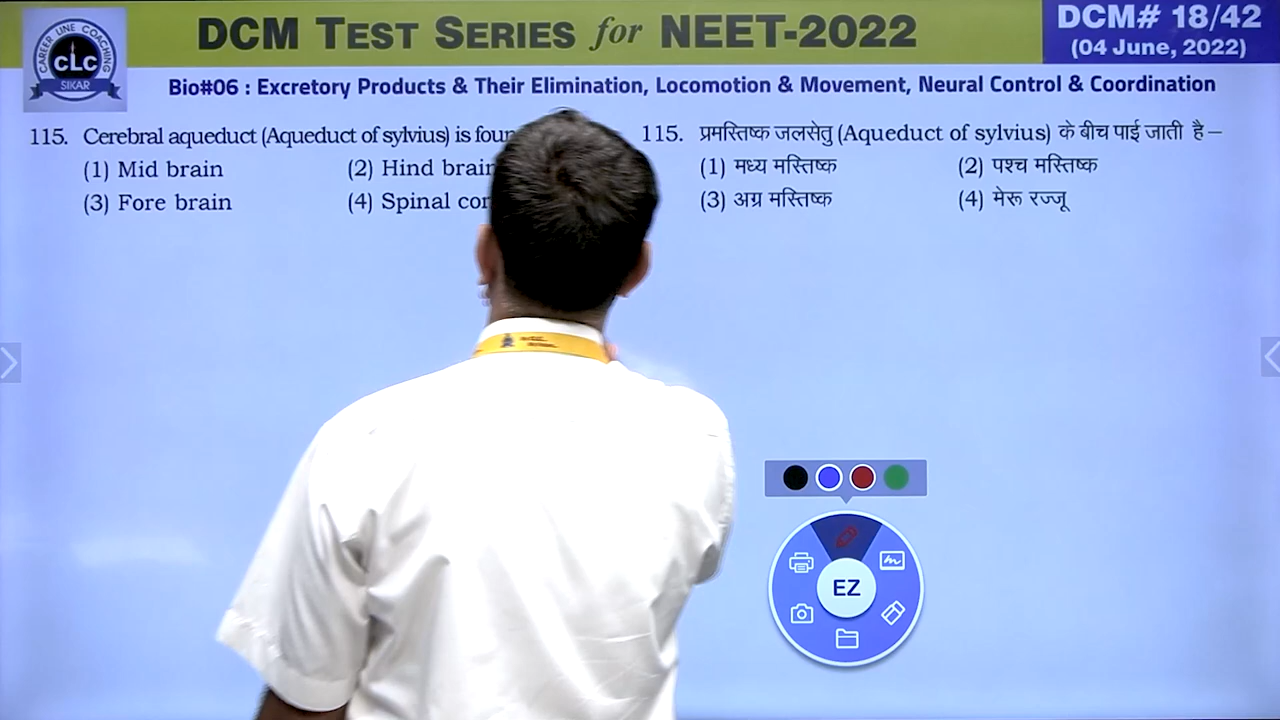 DCM TEST SERIES for NEET-2022
DCM# 18/42
(04 June, 2022)
CAREER LINE COACHING
CLC
SIKAR
Bio#06 : Excretory Products & Their Elimination, Locomotion & Movement, Neural Control & Coordination
115. Cerebral aqueduct (Aqueduct of sylvius) is
(1) Mid brain (2) Hind brain
(3) Fore brain (4) Spinal
115. प्रमस्तिष्क जलसेतु (Aqueduct of sylvius) के बीच पाई जाती है –
(1) मध्य मस्तिष्क (2) पश्च मस्तिष्क
(3) अग्र मस्तिष्क (4) मेरू रज्जू
EZ